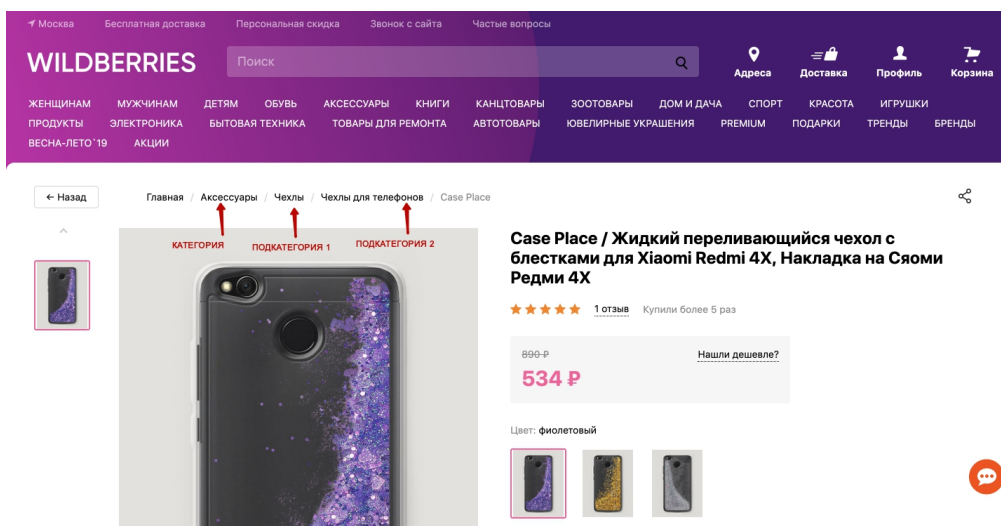 Москва Бесплатная доставка Персональная скидка Звонок с сайта Частые вопросы
WILDBERRIES Поиск Адреса Доставка Профиль Корзина
ЖЕНЩИНАМ МУЖЧИНАМ ДЕТЯМ ОБУВЬ АКСЕССУАРЫ КНИГИ КАНЦТОВАРЫ ЗООТОВАРЫ ДОМ И ДАЧА СПОРТ КРАСОТА ИГРУШКИ
ПРОДУКТЫ ЭЛЕКТРОНИКА БЫТОВАЯ ТЕХНИКА ТОВАРЫ ДЛЯ РЕМОНТА АВТОТОВАРЫ ЮВЕЛИРНЫЕ УКРАШЕНИЯ PREMIUM ПОДАРКИ ТРЕНДЫ БРЕНДЫ
ВЕСНА-ЛЕТО`19 АКЦИИ
← Назад Главная / Аксессуары / Чехлы / Чехлы для телефонов / Case Place
КАТЕГОРИЯ ПОДКАТЕГОРИЯ 1 ПОДКАТЕГОРИЯ 2
Case Place / Жидкий переливающийся чехол с
блестками для Xiaomi Redmi 4X, Накладка на Сяоми
Редми 4X
1 отзыв Купили более 5 раз
890 ₽ Нашли дешевле?
534 ₽
Цвет: фиолетовый